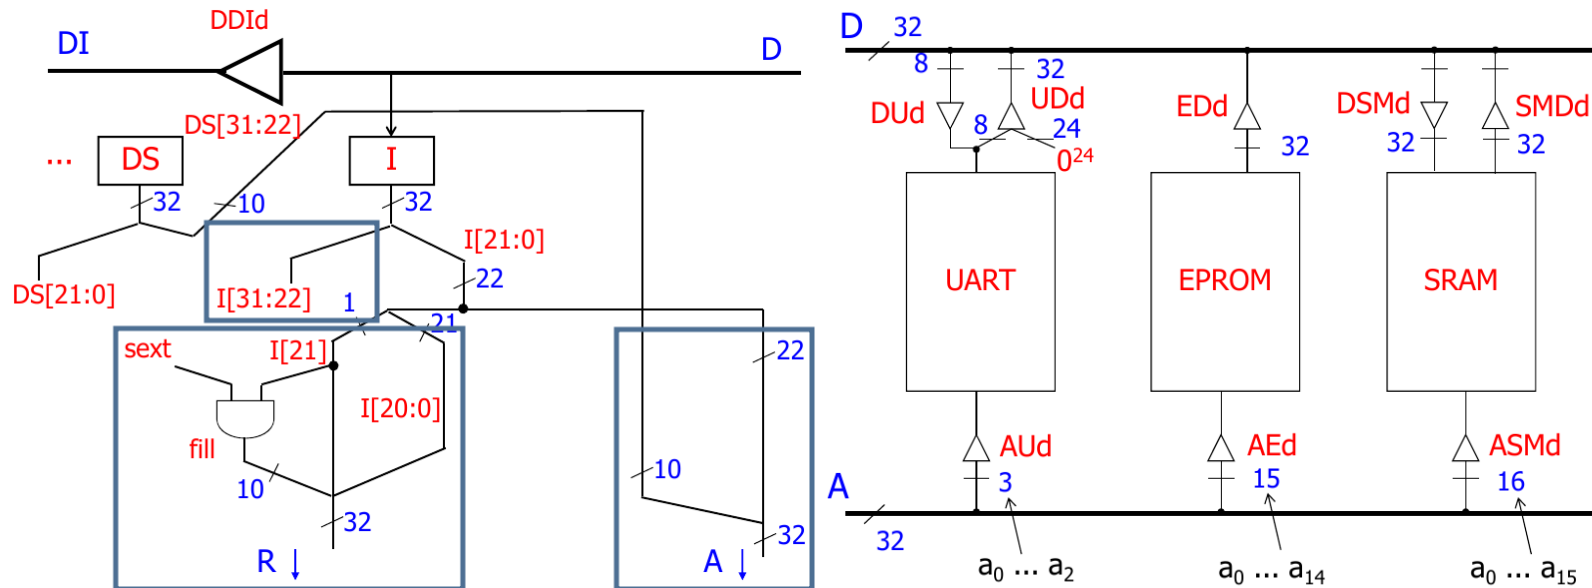 DDId
DI
D
DS[31:22]
...
DS
I
32
10
32
I[21:0]
22
DS[21:0]
I[31:22]
1
21
sext
I[21]
22
I[20:0]
fill
10
10
32
32
R ↓
A ↓
D
32
8
32
DUd
UDd
8
24
0²⁴
EDd
32
DSMd
SMDd
32
32
UART
EPROM
SRAM
AUd
AEd
ASMd
3
15
16
A
32
a₀ ... a₂
a₀ ... a₁₄
a₀ ... a₁₅